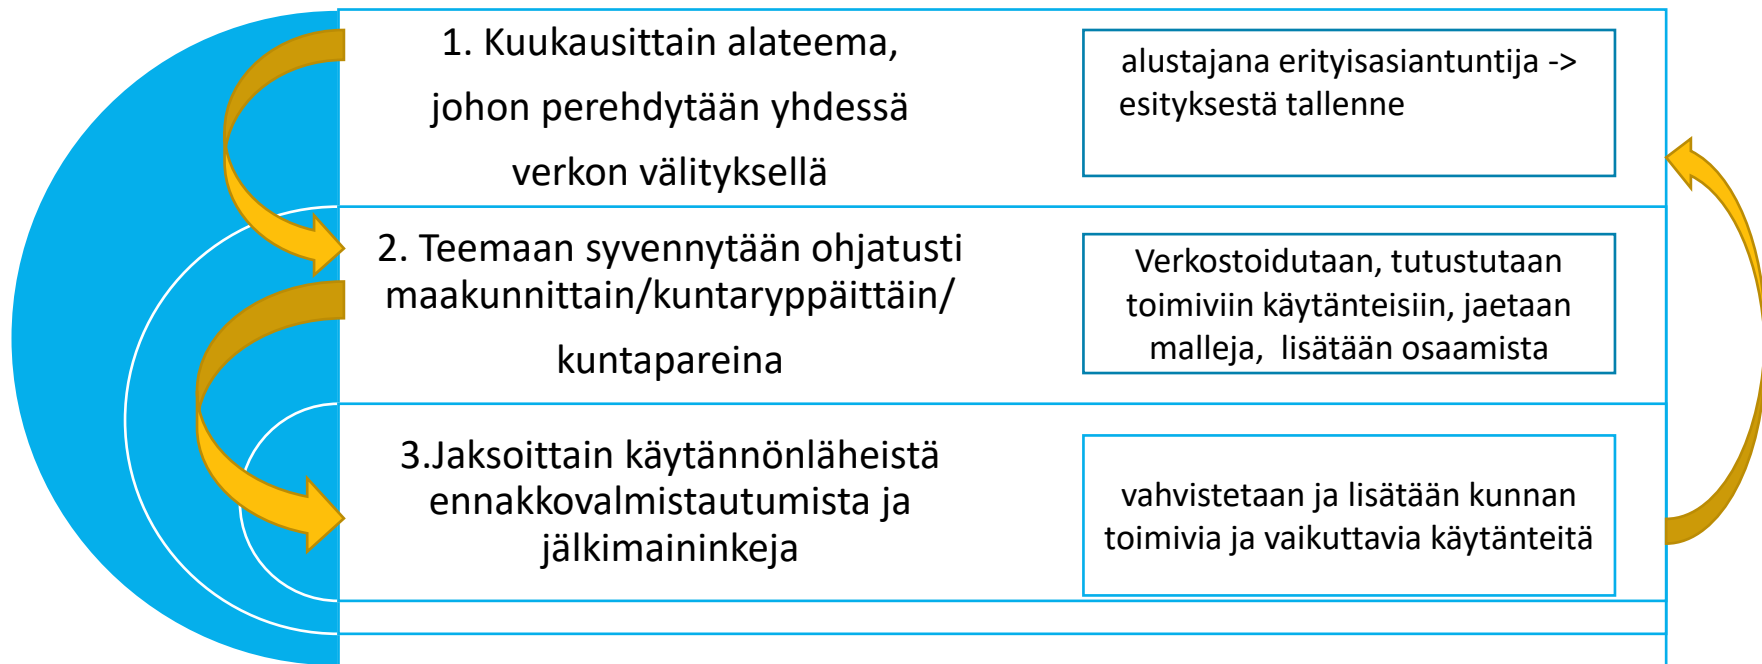 1. Kuukausittain alateema,
johon perehdytään yhdessä
verkon välityksellä
alustajana erityisasiantuntija ->
esityksestä tallenne
2. Teemaan syvennytään ohjatusti
maakunnittain/kuntaryppäittäin/
kuntapareina
Verkostoidutaan, tutustutaan
toimiviin käytänteisiin, jaetaan
malleja, lisätään osaamista
3.Jaksoittain käytännönläheistä
ennakkovalmistautumista ja
jälkimaininkeja
vahvistetaan ja lisätään kunnan
toimivia ja vaikuttavia käytänteitä